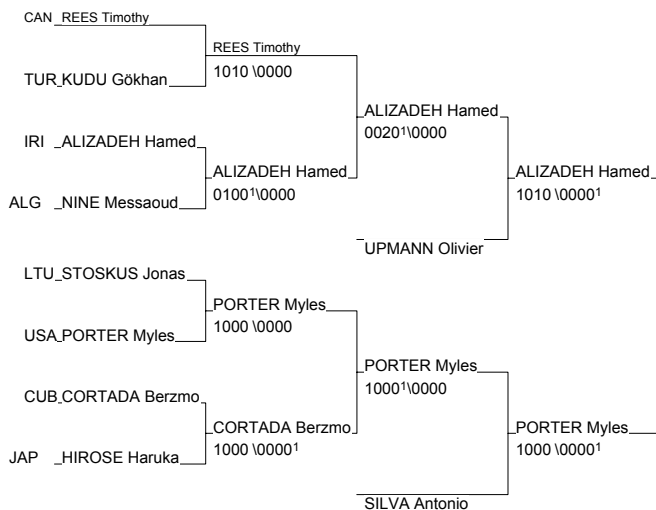 CAN REES Timothy
REES Timothy
1010 \0000
TUR KUDU Gökhan
ALIZADEH Hamed
0020¹\0000
IRI ALIZADEH Hamed
ALIZADEH Hamed
0100¹\0000
ALIZADEH Hamed
1010 \0000¹
ALG NINE Messaoud
UPMANN Olivier
LTU STOSKUS Jonas
PORTER Myles
1000 \0000
USA PORTER Myles
PORTER Myles
1000¹\0000
CUB CORTADA Berzmo
CORTADA Berzmo
1000 \0000¹
PORTER Myles
1000 \0000¹
JAP HIROSE Haruka
SILVA Antonio